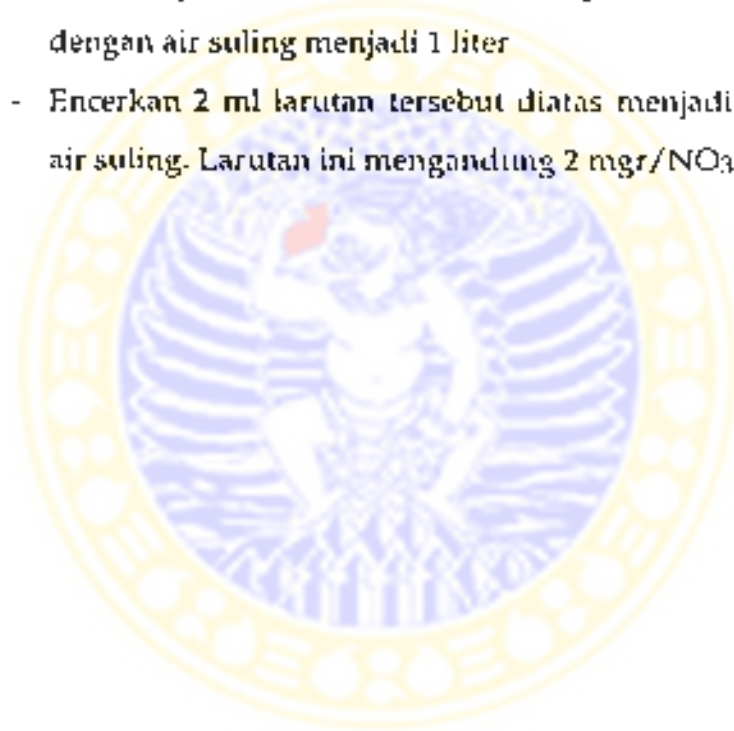 dengan air suling menjadi 1 liter
- Encerkan 2 ml larutan tersebut diatas menjadi
air suling. Larutan ini mengandung 2 mgr/NO₃